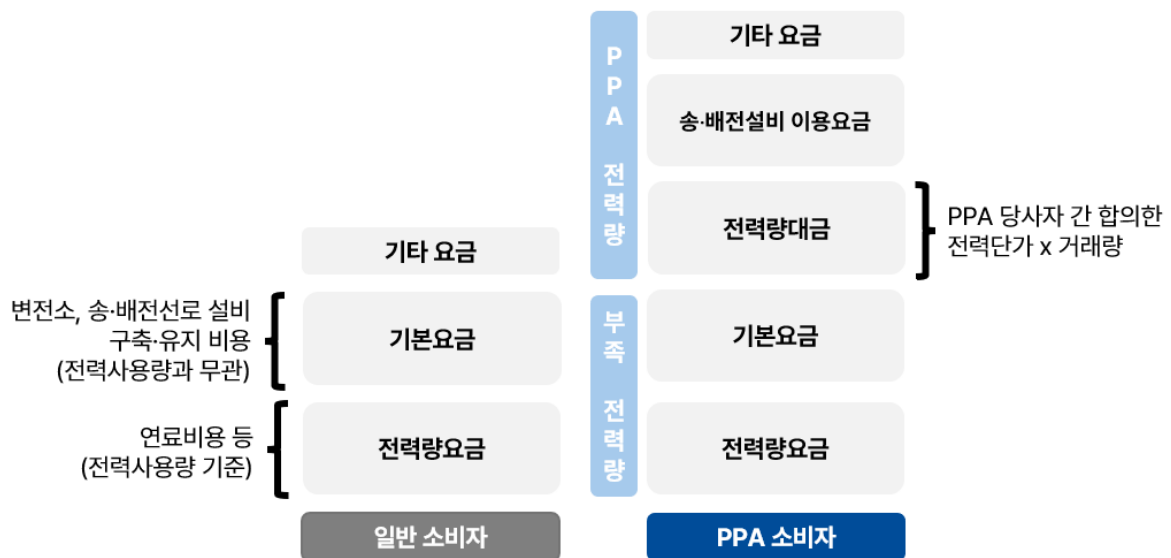 PPA 전력량
기타 요금
송·배전설비 이용요금
전력량대금
PPA 당사자 간 합의한
전력단가 x 거래량
기타 요금
변전소, 송·배전선로 설비
구축·유지 비용
(전력사용량과 무관)
기본요금
부족 전력량
기본요금
연료비용 등
(전력사용량 기준)
전력량요금
전력량요금
일반 소비자
PPA 소비자